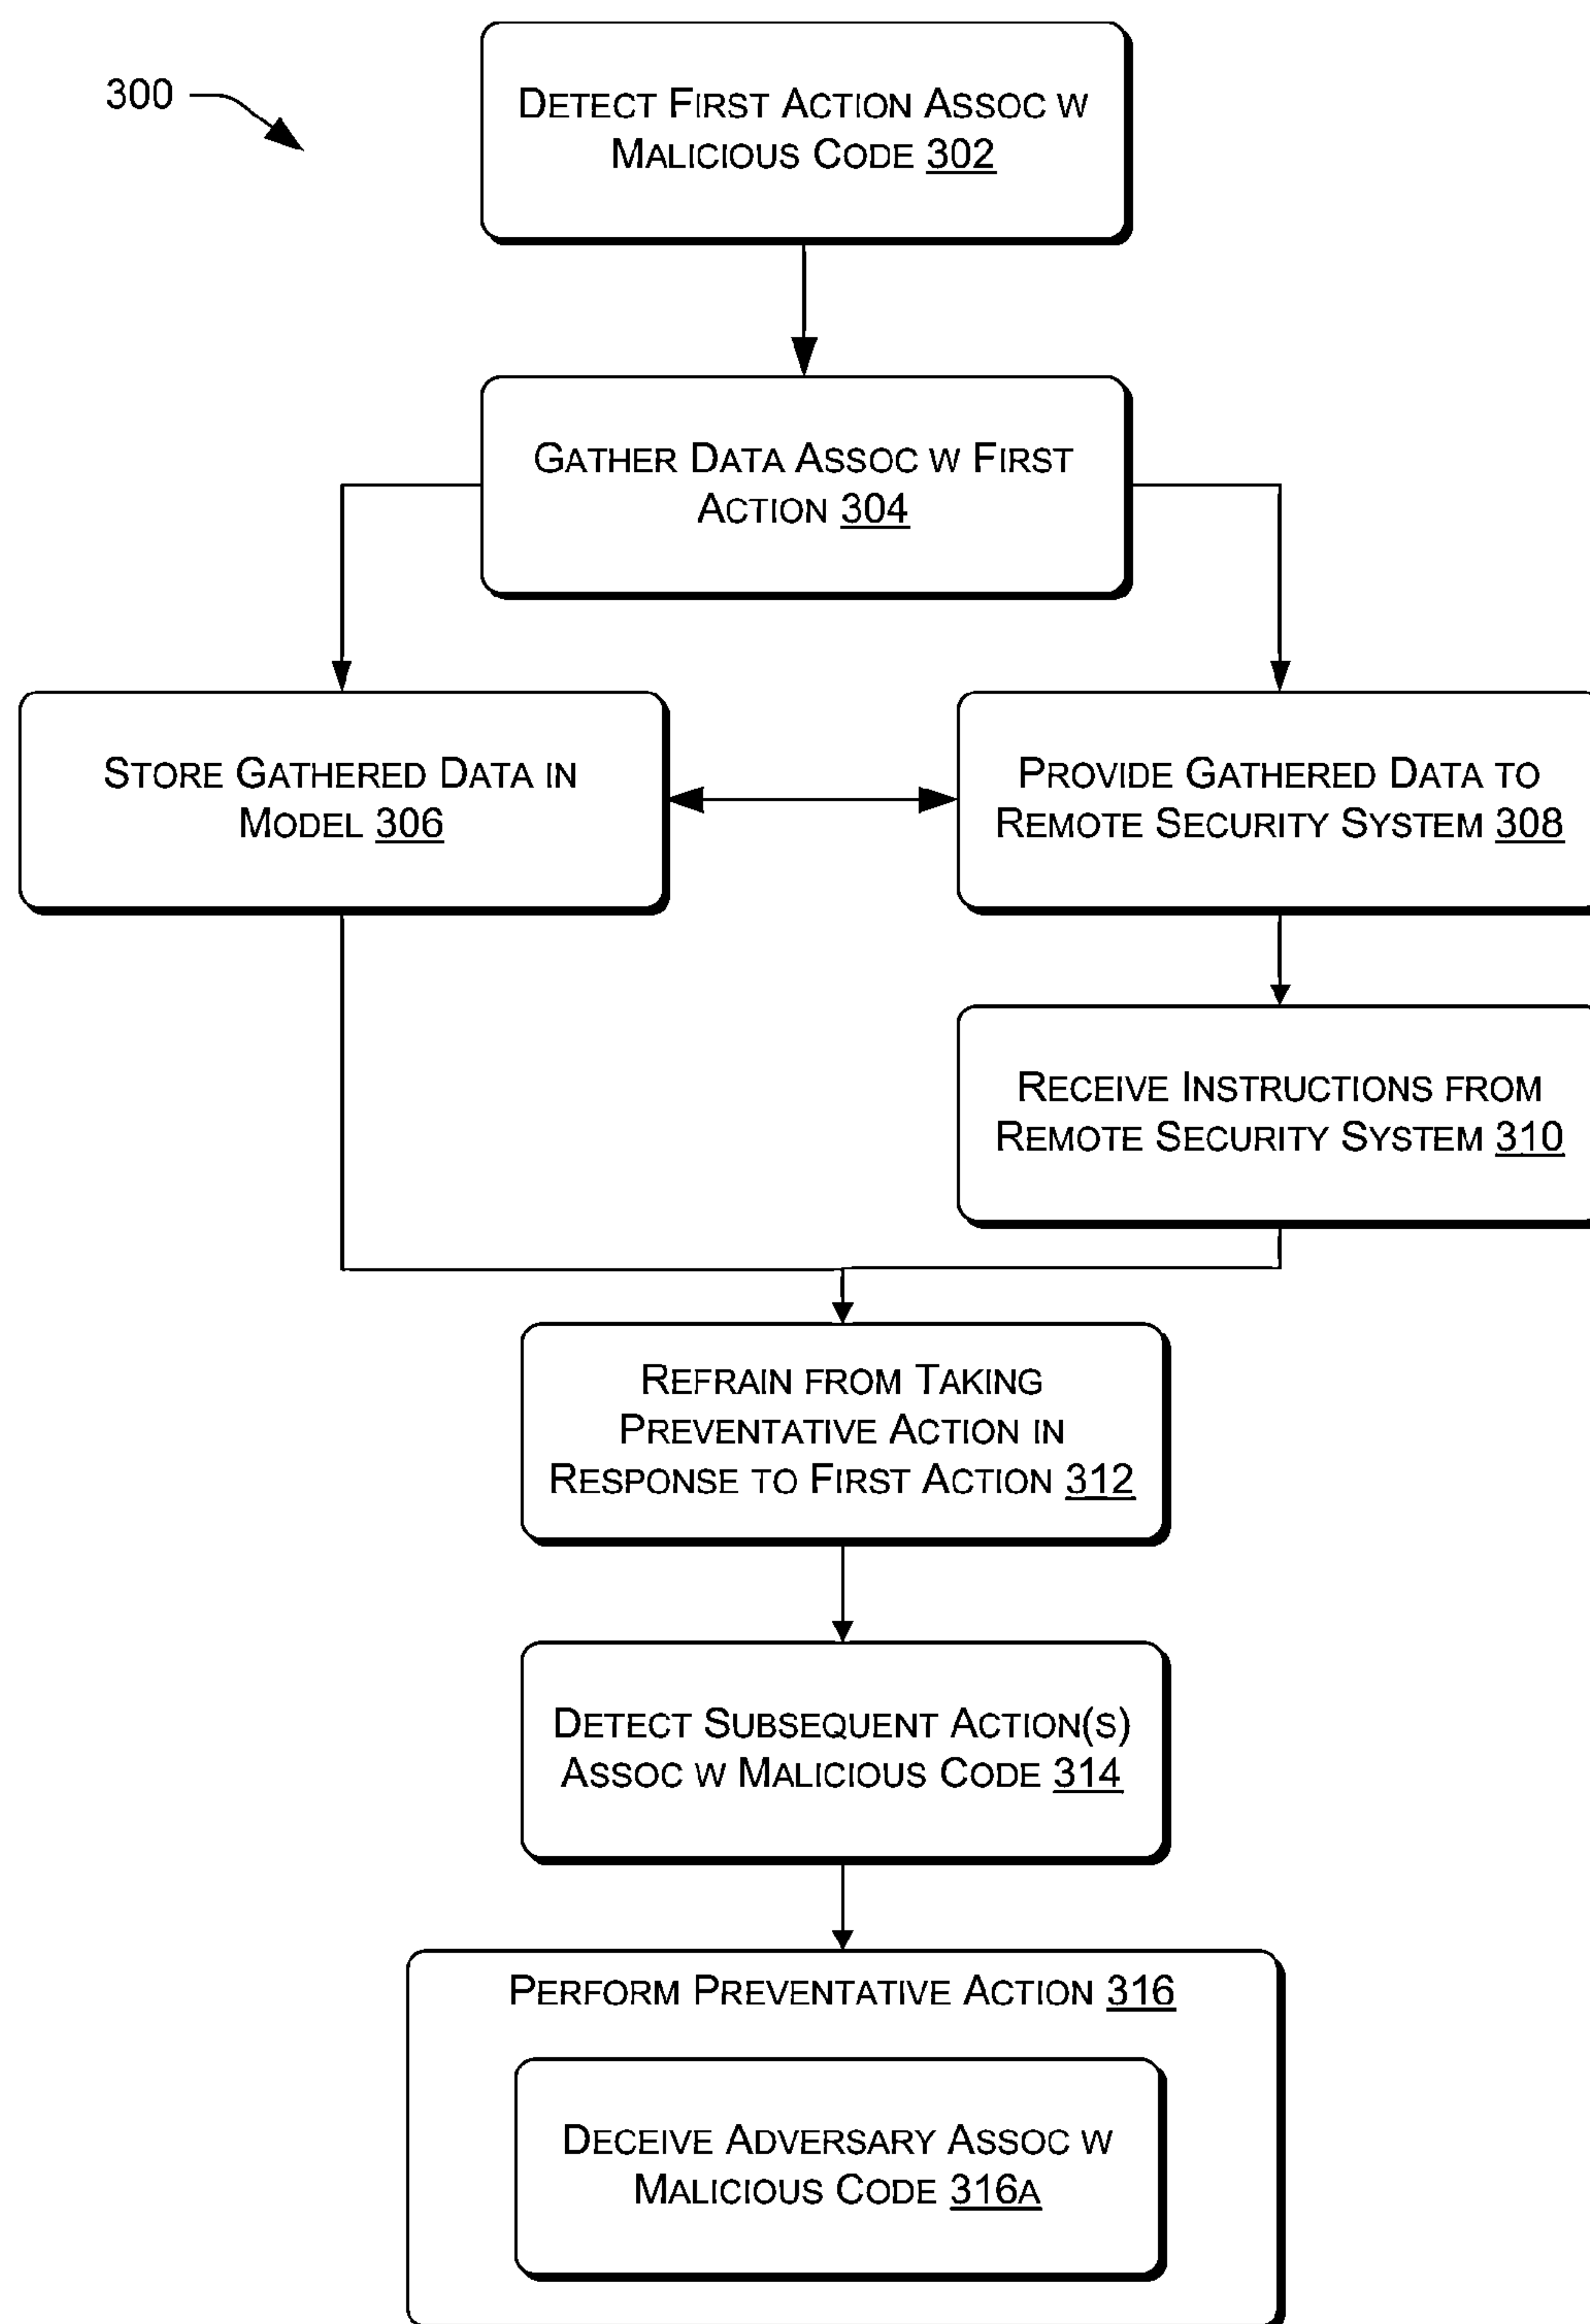 300
DETECT FIRST ACTION ASSOC W
MALICIOUS CODE 302
GATHER DATA ASSOC W FIRST
ACTION 304
STORE GATHERED DATA IN
MODEL 306
PROVIDE GATHERED DATA TO
REMOTE SECURITY SYSTEM 308
RECEIVE INSTRUCTIONS FROM
REMOTE SECURITY SYSTEM 310
REFRAIN FROM TAKING
PREVENTATIVE ACTION IN
RESPONSE TO FIRST ACTION 312
DETECT SUBSEQUENT ACTION(S)
ASSOC W MALICIOUS CODE 314
PERFORM PREVENTATIVE ACTION 316
DECEIVE ADVERSARY ASSOC W
MALICIOUS CODE 316A